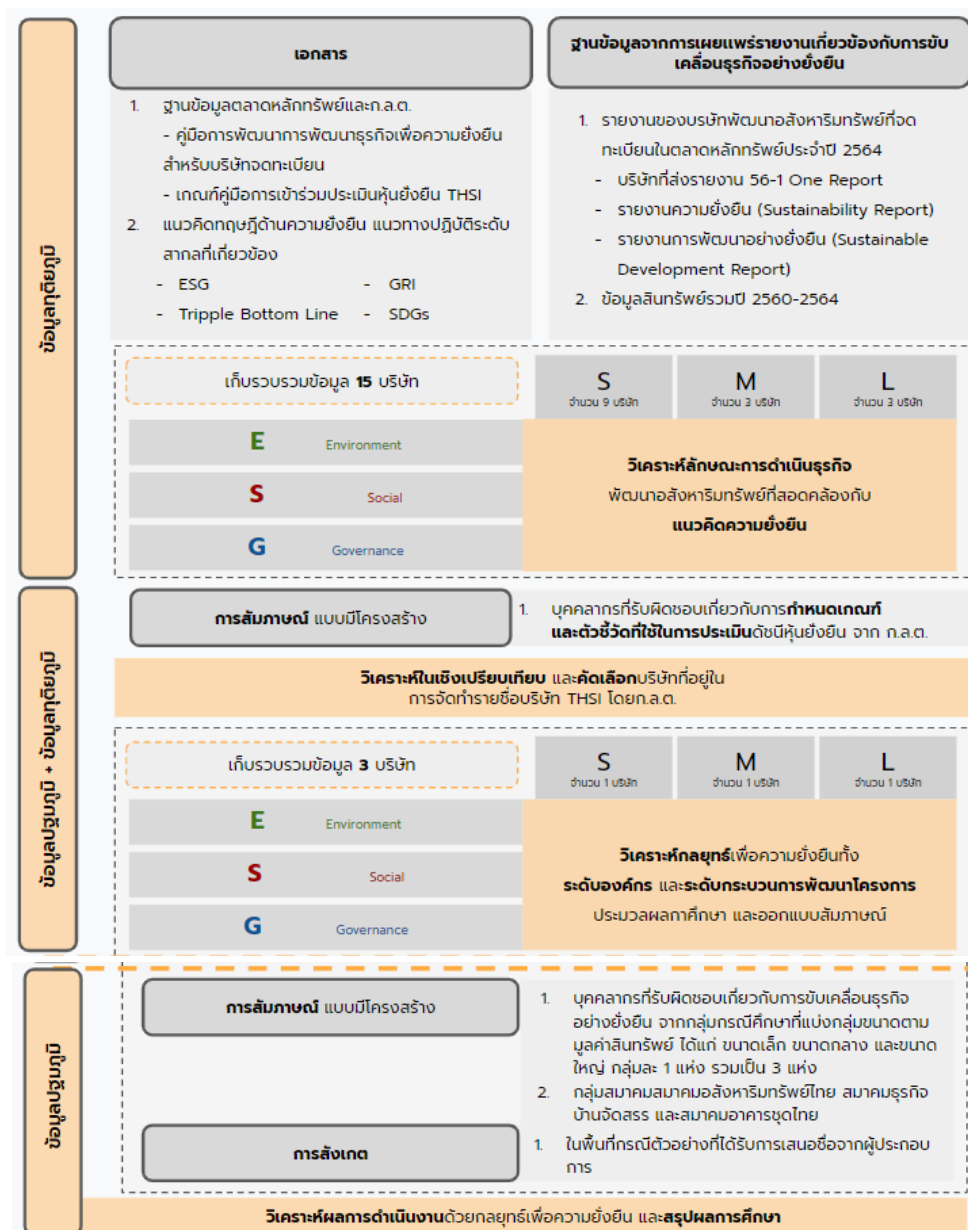 เอกสาร
ฐานข้อมูลจากการเผยแพร่รายงานเกี่ยวข้องกับการขับ
เคลื่อนธุรกิจอย่างยั่งยืน
ข้อมูลทุติยภูมิ
1. ฐานข้อมูลตลาดหลักทรัพย์และก.ล.ต.
- คู่มือการพัฒนาการพัฒนาธุรกิจเพื่อความยั่งยืน
สำหรับบริษัทจดทะเบียน
- เกณฑ์คู่มือการเข้าร่วมประเมินหุ้นยั่งยืน THSI
2. แนวคิดทฤษฎีด้านความยั่งยืน แนวทางปฏิบัติระดับ
สากลที่เกี่ยวข้อง
- ESG - GRI
- Tripple Bottom Line - SDGs
1. รายงานของบรษัทพัฒนาอสังหาริมทรัพย์ที่จด
ทะเบียนในตลาดหลักทรัพย์ประจำปี 2564
- บริษัทที่ส่งรายงาน 56-1 One Report
- รายงานความยั่งยืน (Sustainability Report)
- รายงานการพัฒนาอย่างยั่งยืน (Sustainable
Development Report)
2. ข้อมูลสินทรัพย์รวมปี 2560-2564
เก็บรวบรวมข้อมูล 15 บริษัท
S M L
จำนวน 9 บริษัท จำนวน 3 บริษัท จำนวน 3 บริษัท
E Environment
S Social
G Governance
วิเคราะห์ลักษณะการดำเนินธุรกิจ
พัฒนาอสังหาริมทรัพย์ที่สอดคล้องกับ
แนวคิดความยั่งยืน
ข้อมูลปฐมภูมิ + ข้อมูลทุติยภูมิ
การสัมภาษณ์ แบบมีโครงสร้าง
1. บุคคลากรที่รับผิดชอบเกี่ยวกับการกำหนดเกณฑ์
และตัวชี้วัดที่ใช้ในการประเมินดัชนีหุ้นยั่งยืน จาก ก.ล.ต.
วิเคราะห์ในเชิงเปรียบเทียบ และคัดเลือกบริษัทที่อยู่ใน
การจัดทำรายชื่อบริษัท THSI โดยก.ล.ต.
เก็บรวบรวมข้อมูล 3 บริษัท
S M L
จำนวน 1 บริษัท จำนวน 1 บริษัท จำนวน 1 บริษัท
E Environment
S Social
G Governance
วิเคราะห์กลยุทธ์เพื่อความยั่งยืนทั้ง
ระดับองค์กร และระดับกระบวนการพัฒนาโครงการ
ประมวลผลกาศึกษา และออกแบบสัมภาษณ์
ข้อมูลปฐมภูมิ
การสัมภาษณ์ แบบมีโครงสร้าง
1. บุคคลากรที่รับผิดชอบเกี่ยวกับการขับเคลื่อนธุรกิจ
อย่างยั่งยืน จากกลุ่มกรณีศึกษาที่แบ่งกลุ่มขนาดตาม
มูลค่าสินทรัพย์ ได้แก่ ขนาดเล็ก ขนาดกลาง และขนาด
ใหญ่ กลุ่มละ 1 แห่ง รวมเป็น 3 แห่ง
2. กลุ่มสมาคมสมาคมอสังหาริมทรัพย์ไทย สมาคมธุรกิจ
บ้านจัดสรร และสมาคมอาคารชุดไทย
การสังเกต
1. ในพื้นที่กรณีตัวอย่างที่ได้รับการเสนอชื่อจากผู้ประกอบ
การ
วิเคราะห์ผลการดำเนินงานด้วยกลยุทธ์เพื่อความยั่งยืน และสรุปผลการศึกษา